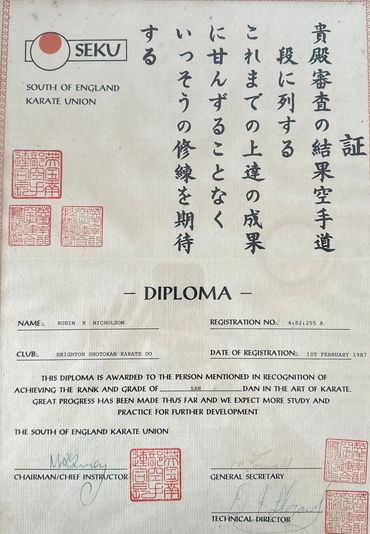 SEKU
SOUTH OF ENGLAND
KARATE UNION
証
貴殿審査の結果空手道
段に列する
これまでの上達の成果
に甘んずることなく
いっそうの修練を期待
する
— DIPLOMA —
NAME:. ROBIN R NICHOLSON
REGISTRATION NO:. 4:82:255 A
CLUB:. BRIGHTON SHOTOKAN KARATE DO
DATE OF REGISTRATION:. 1ST FEBRUARY 1987
THIS DIPLOMA IS AWARDED TO THE PERSON MENTIONED IN RECOGNITION OF
ACHIEVING THE RANK AND GRADE OF SAN DAN IN THE ART OF KARATE.
GREAT PROGRESS HAS BEEN MADE THUS FAR AND WE EXPECT MORE STUDY AND
PRACTICE FOR FURTHER DEVELOPMENT
THE SOUTH OF ENGLAND KARATE UNION
CHAIRMAN/CHIEF INSTRUCTOR
GENERAL SECRETARY
TECHNICAL DIRECTOR